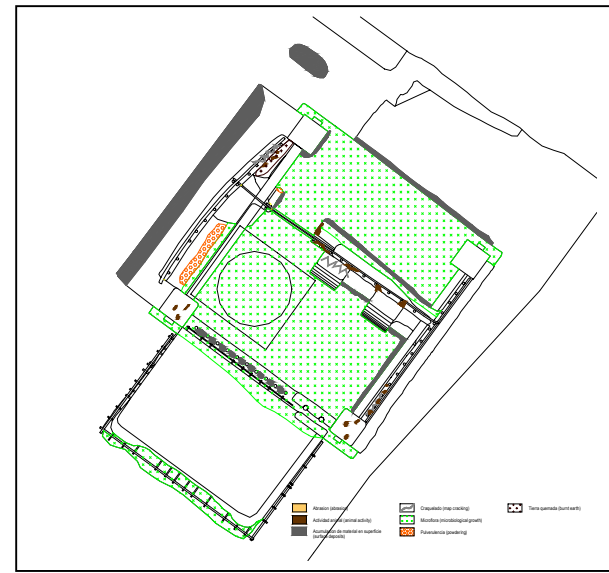 Abrasion (abrasion)
Actividad animal (animal activity)
Acumulación de material en superficie
(surface deposits)
Craquelado (map cracking)
Microflora (microbiological growth)
Pulverulencia (powdering)
Tierra quemada (burnt earth)